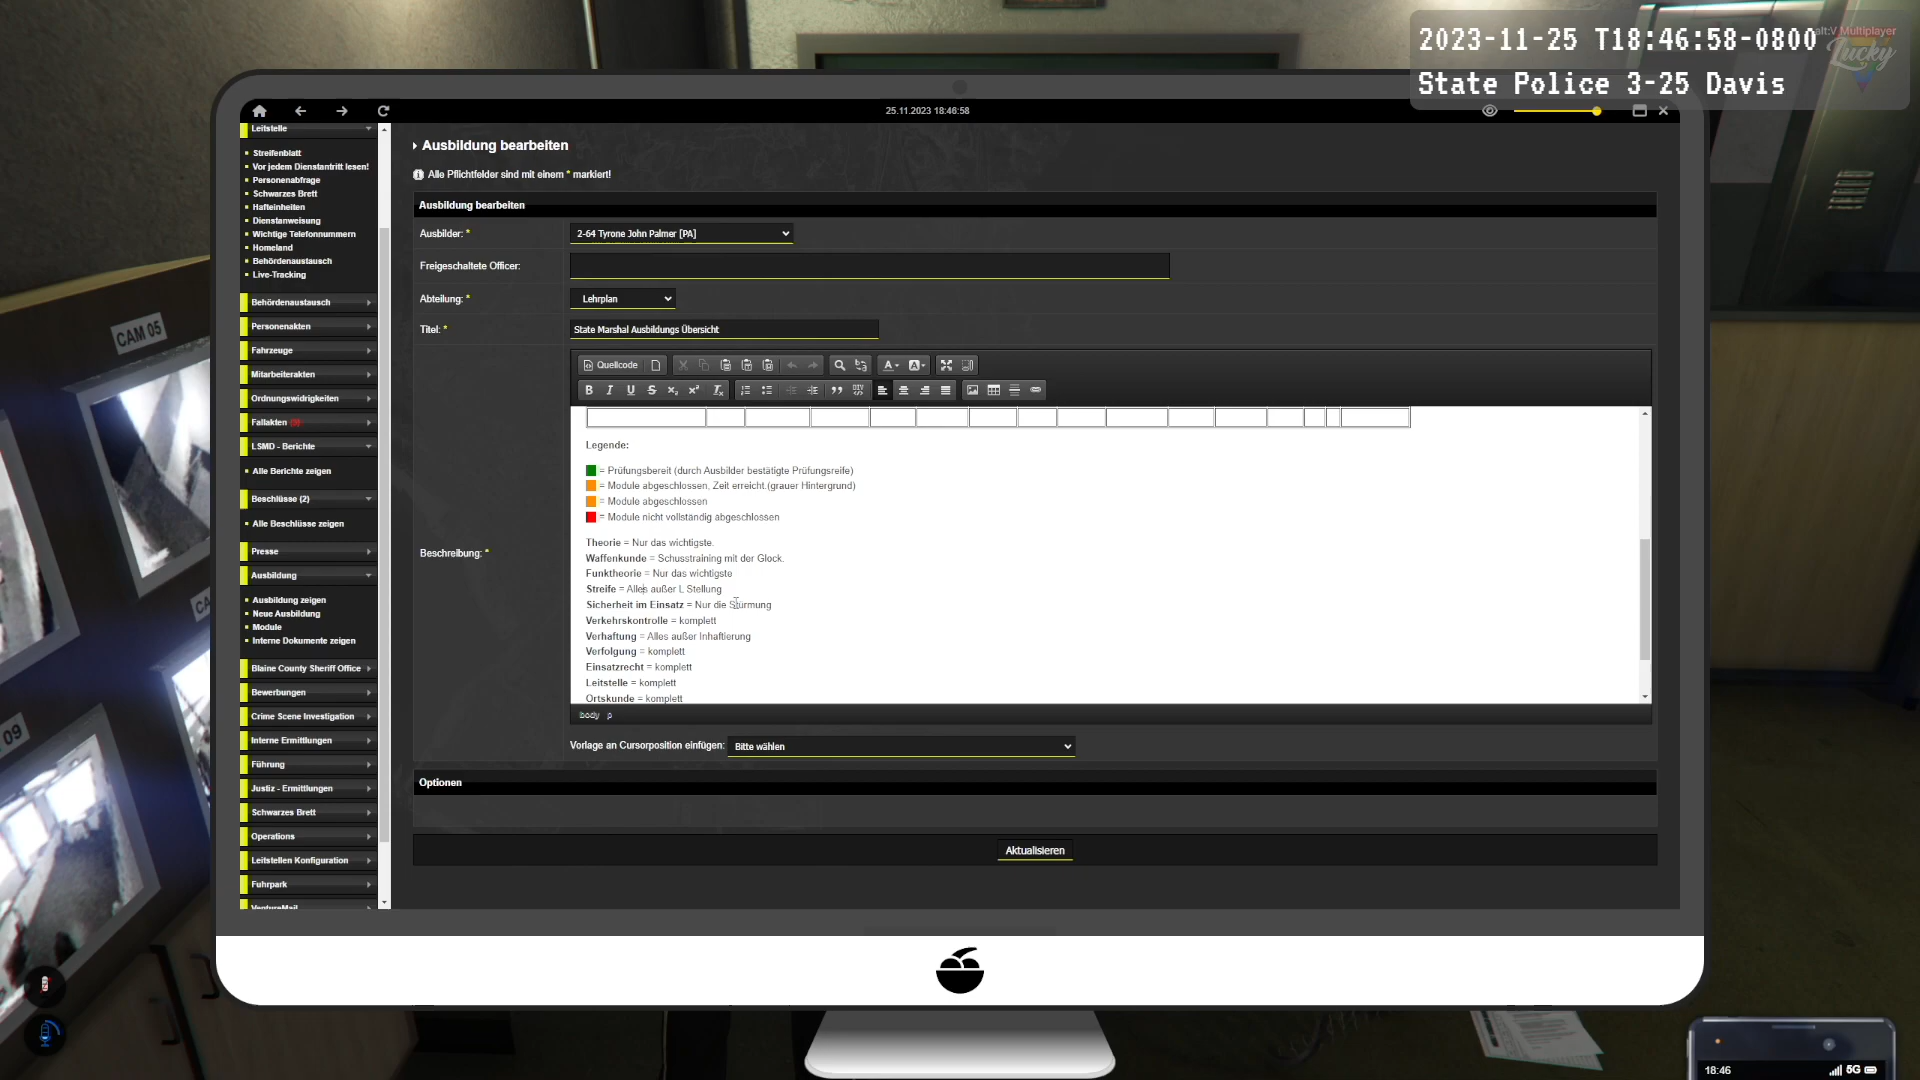 2023-11-25 T18:46:58-0800
alt:V Multiplayer
Lucky
State Police 3-25 Davis
25.11.2023 18:46:58
Leitstelle
Streifenblatt
Vor jedem Dienstantritt lesen!
Personenabfrage
Schwarzes Brett
Hafteinheiten
Dienstanweisung
Wichtige Telefonnummern
Homeland
Behördenaustausch
Live-Tracking
Behördenaustausch
Personenakten
Fahrzeuge
Mitarbeiterakten
Ordnungswidrigkeiten
Fallakten
LSMD - Berichte
Alle Berichte zeigen
Beschlüsse (2)
Alle Beschlüsse zeigen
Presse
Ausbildung
Ausbildung zeigen
Neue Ausbildung
Module
Interne Dokumente zeigen
Blaine County Sheriff Office
Bewerbungen
Crime Scene Investigation
Interne Ermittlungen
Führung
Justiz - Ermittlungen
Schwarzes Brett
Operations
Leitstellen Konfiguration
Fuhrpark
VentureMail
Ausbildung bearbeiten
Alle Pflichtfelder sind mit einem * markiert!
Ausbildung bearbeiten
Ausbilder: *
2-64 Tyrone John Palmer [PA]
Freigeschaltete Officer:
Abteilung: *
Lehrplan
Titel: *
State Marshal Ausbildungs Übersicht
Beschreibung: *
Quellcode
Legende:
= Prüfungsbereit (durch Ausbilder bestätigte Prüfungsreife)
= Module abgeschlossen, Zeit erreicht.(grauer Hintergrund)
= Module abgeschlossen
= Module nicht vollständig abgeschlossen
Theorie = Nur das wichtigste.
Waffenkunde = Schusstraining mit der Glock.
Funktheorie = Nur das wichtigste
Streife = Alles außer L Stellung
Sicherheit im Einsatz = Nur die Stürmung
Verkehrskontrolle = komplett
Verhaftung = Alles außer Inhaftierung
Verfolgung = komplett
Einsatzrecht = komplett
Leitstelle = komplett
Ortskunde = komplett
body p
Vorlage an Cursorposition einfügen:
Bitte wählen
Optionen
Aktualisieren
CAM 05
CA
09
18:46
5G